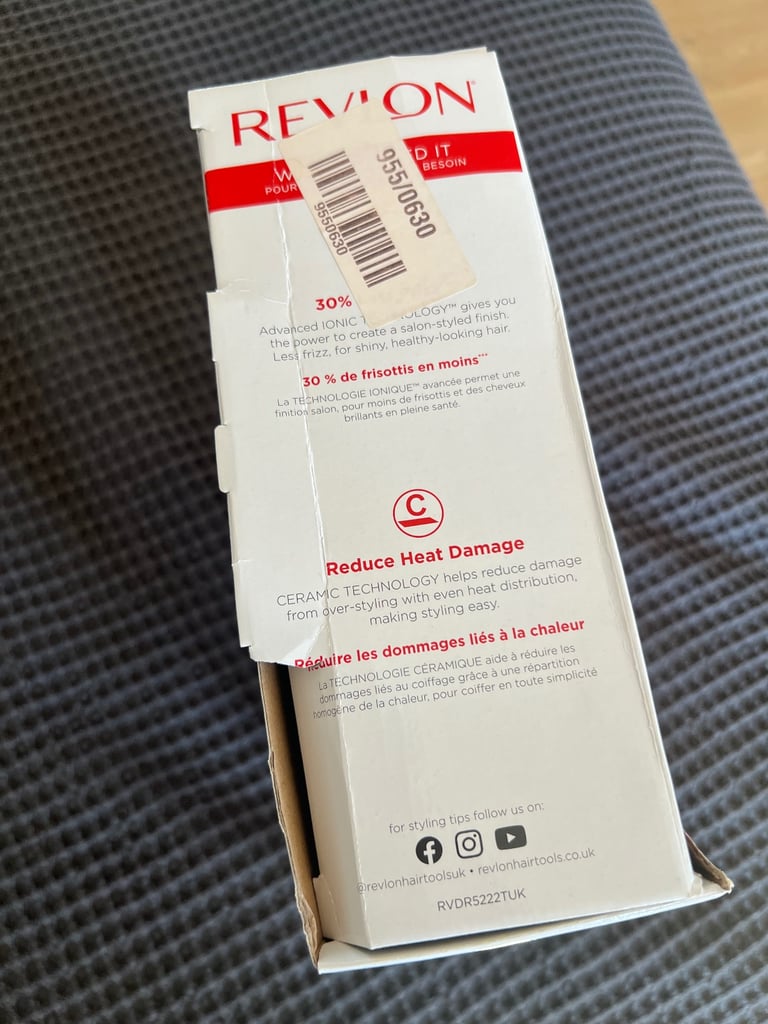 REVLON
955/0630
9550630
D IT
POUR
BESOIN
30%
Advanced IONIC OLOGY™ gives you
the power to create a salon-styled finish.
Less frizz, for shiny, healthy-looking hair.
30 % de frisottis en moins***
La TECHNOLOGIE IONIQUE™ avancée permet une
finition salon, pour moins de frisottis et des cheveux
brillants en pleine santé.
C
Reduce Heat Damage
CERAMIC TECHNOLOGY helps reduce damage
from over-styling with even heat distribution,
making styling easy.
Réduire les dommages liés à la chaleur
La TECHNOLOGIE CÉRAMIQUE aide à réduire les
dommages liés au coiffage grâce à une répartition
homogène de la chaleur, pour coiffer en toute simplicité
for styling tips follow us on:
@revlonhairtoolsuk • revlonhairtools.co.uk
RVDR5222TUK